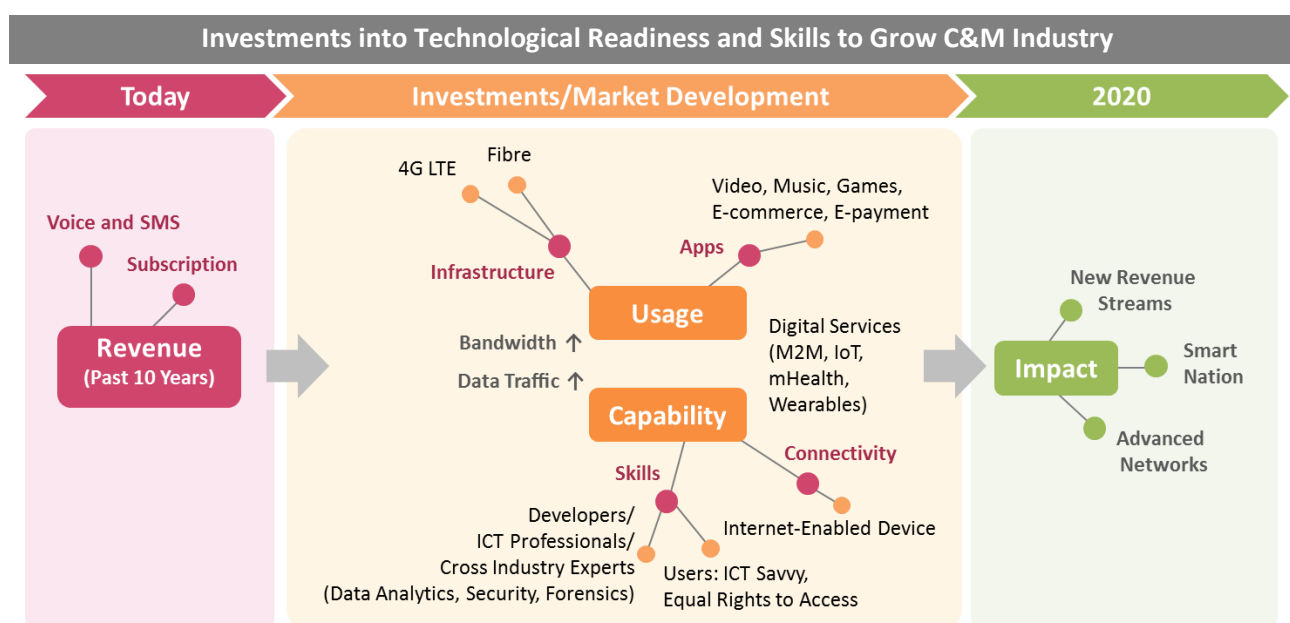 Investments into Technological Readiness and Skills to Grow C&M Industry
Today
Investments/Market Development
2020
Voice and SMS
Subscription
Revenue
(Past 10 Years)
4G LTE
Fibre
Infrastructure
Video, Music, Games,
E-commerce, E-payment
Apps
Usage
Bandwidth ↑
Data Traffic ↑
Digital Services
(M2M, IoT,
mHealth,
Wearables)
Capability
Skills
Connectivity
Developers/
ICT Professionals/
Cross Industry Experts
(Data Analytics, Security, Forensics)
Users: ICT Savvy,
Equal Rights to Access
Internet-Enabled Device
New Revenue
Streams
Impact
Smart
Nation
Advanced
Networks